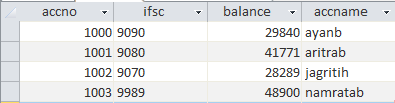 accno ifsc balance accname
1000 9090 29840 ayanb
1001 9080 41771 aritrab
1002 9070 28289 jagritih
1003 9989 48900 namratab